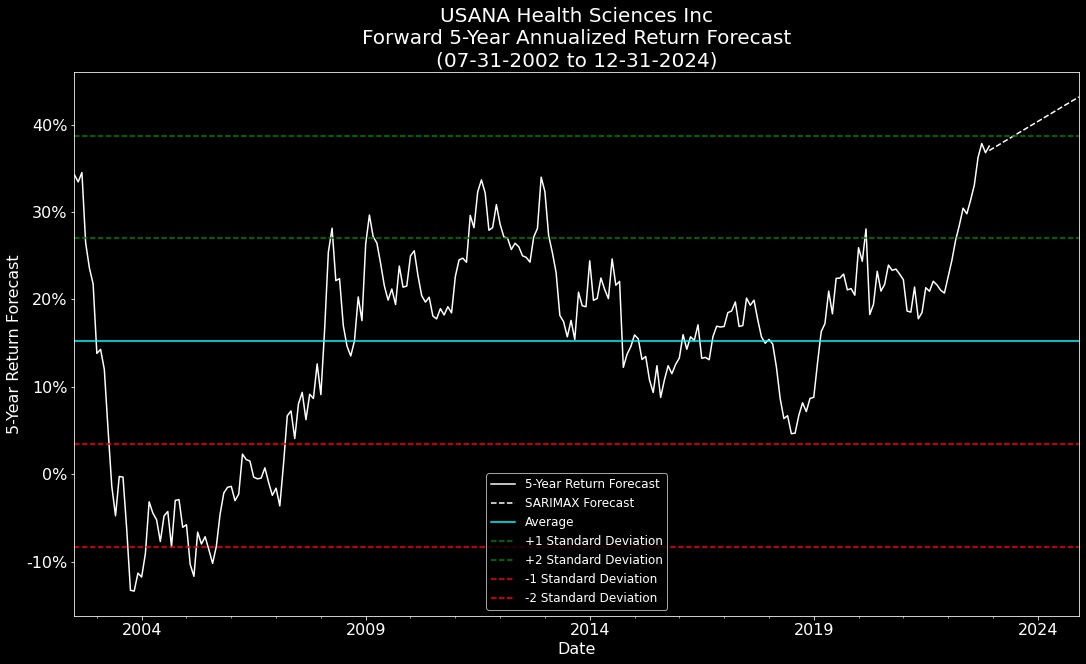 USANA Health Sciences Inc
Forward 5-Year Annualized Return Forecast
(07-31-2002 to 12-31-2024)
5-Year Return Forecast
40%
30%
20%
10%
0%
-10%
5-Year Return Forecast
SARIMAX Forecast
Average
+1 Standard Deviation
+2 Standard Deviation
-1 Standard Deviation
-2 Standard Deviation
2004
2009
2014
2019
2024
Date